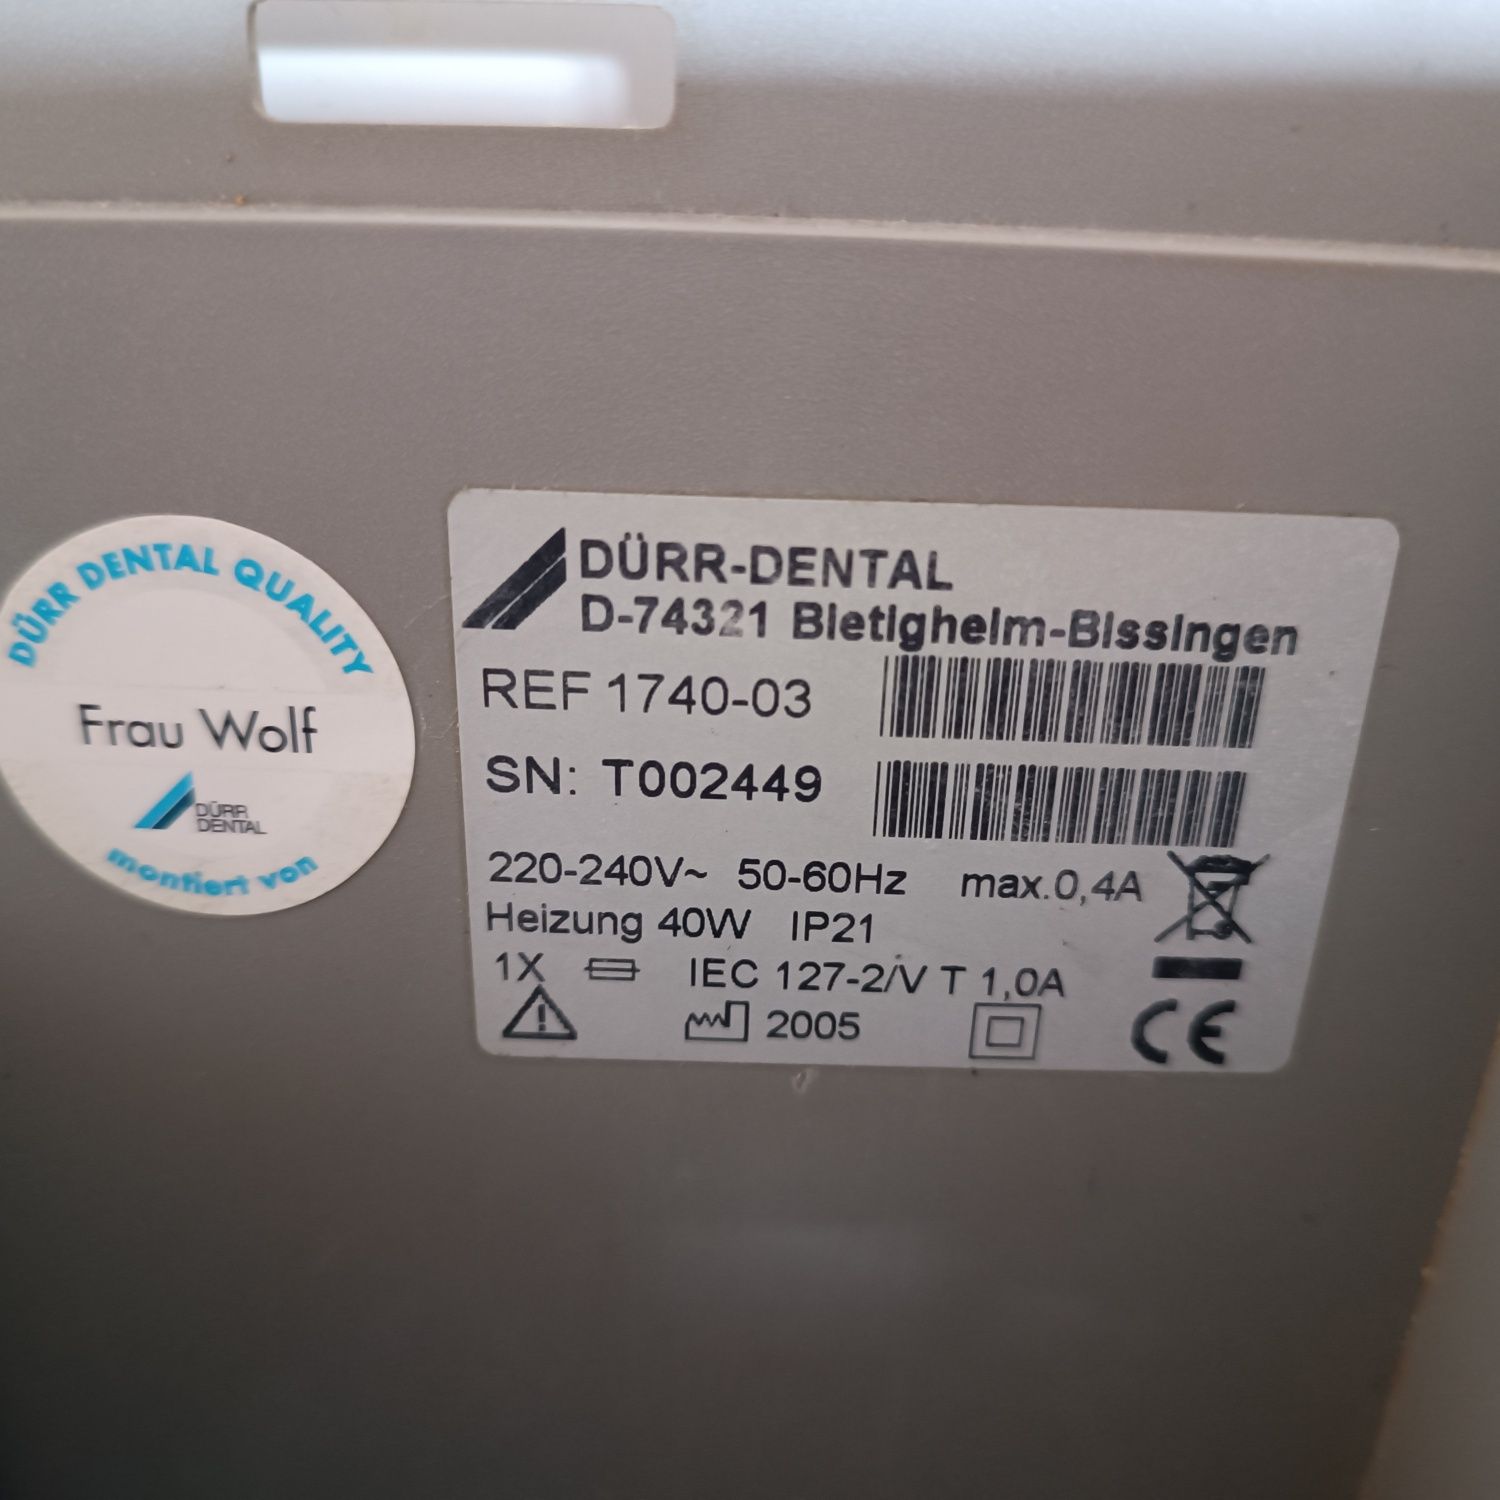 DÜRR DENTAL QUALITY
Frau Wolf
DÜRR
DENTAL
montiert von
DÜRR-DENTAL
D-74321 Bietigheim-Bissingen
REF 1740-03
SN: T002449
220-240V~ 50-60Hz max.0,4A
Heizung 40W IP21
1X IEC 127-2/V T 1,0A
2005
CE